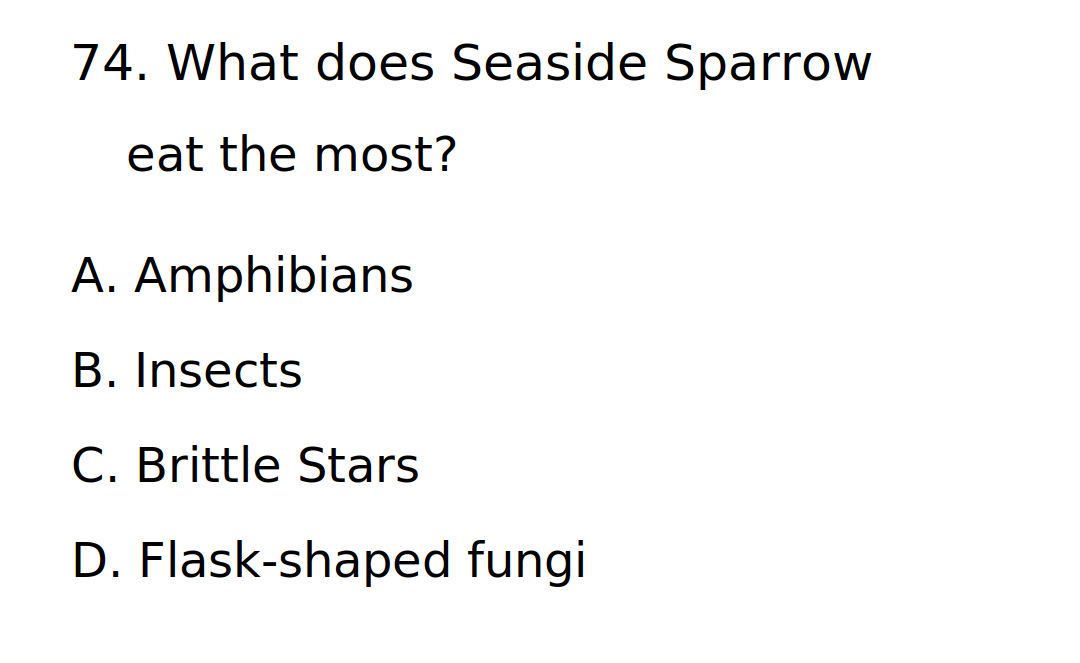 74. What does Seaside Sparrow
eat the most?
A. Amphibians
B. Insects
C. Brittle Stars
D. Flask-shaped fungi